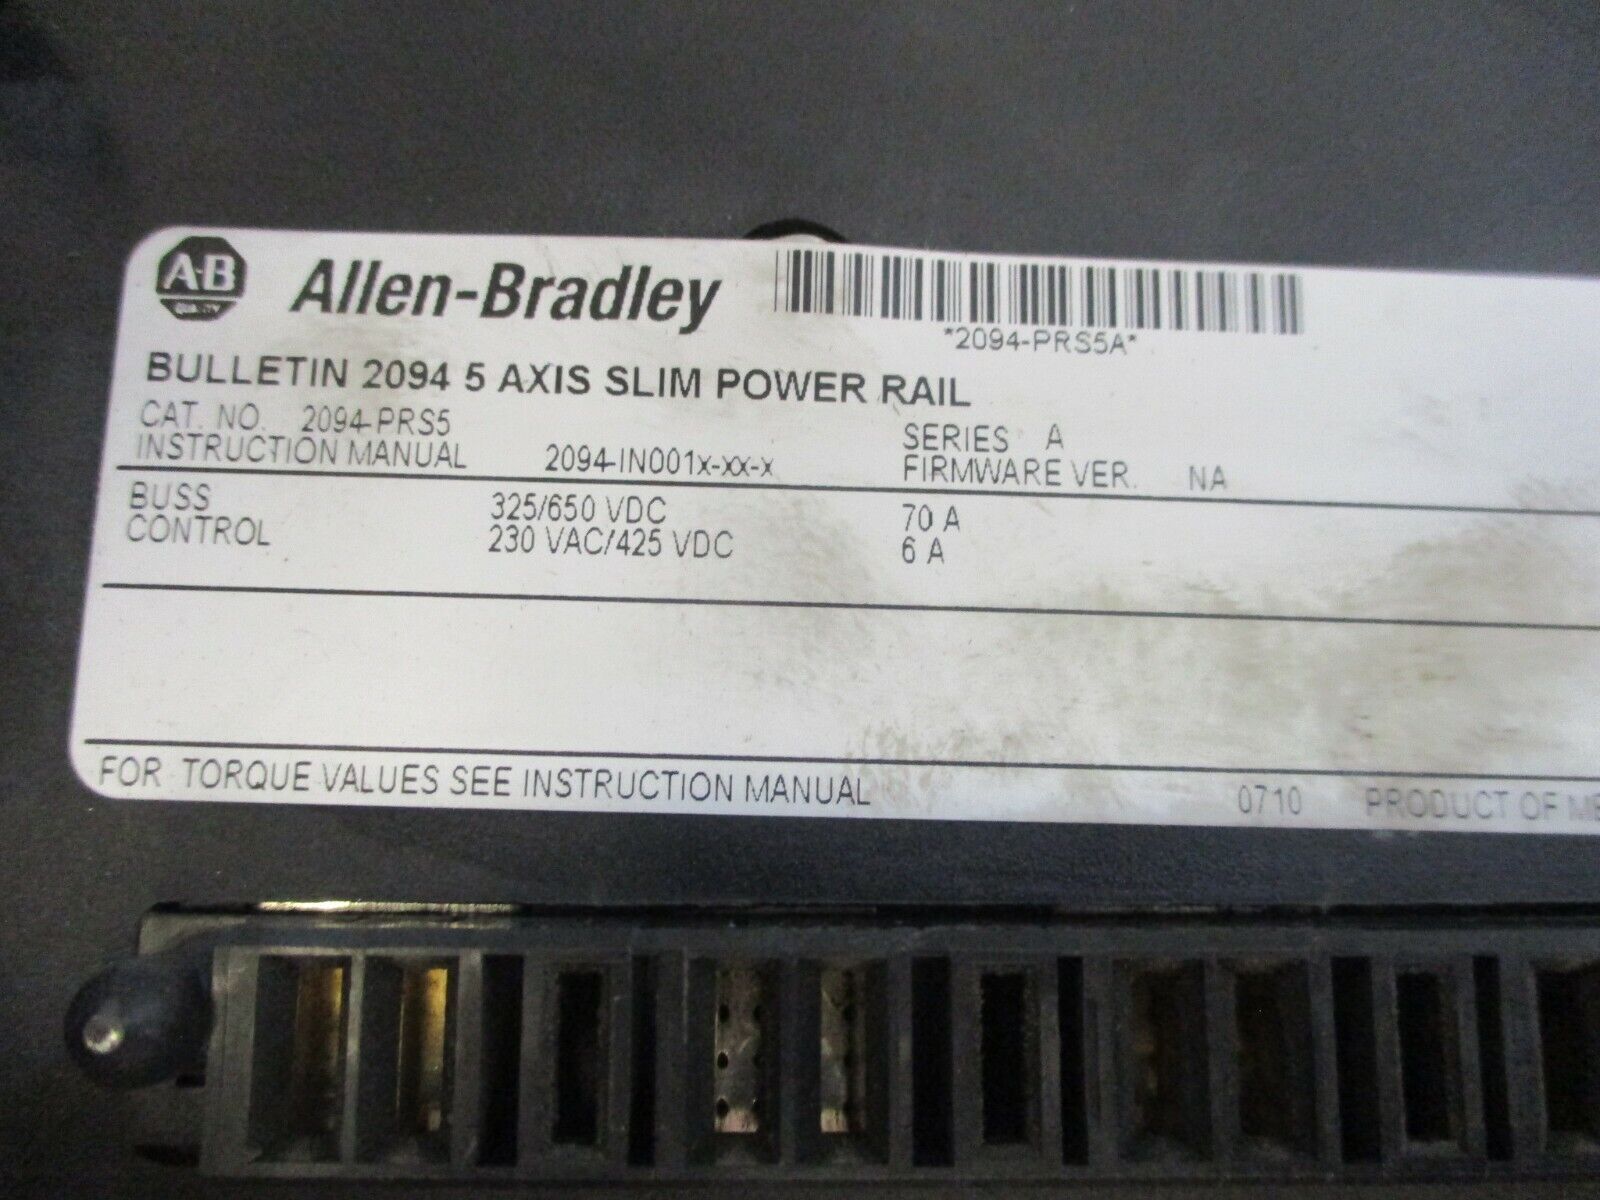 A-B
QUALITY
Allen-Bradley
*2094-PRS5A*
BULLETIN 2094 5 AXIS SLIM POWER RAIL
CAT. NO. 2094-PRS5
SERIES A
INSTRUCTION MANUAL 2094-IN001x-xx-x
FIRMWARE VER. NA
BUSS 325/650 VDC 70 A
CONTROL 230 VAC/425 VDC 6 A
FOR TORQUE VALUES SEE INSTRUCTION MANUAL 0710 PRODUCT OF ME